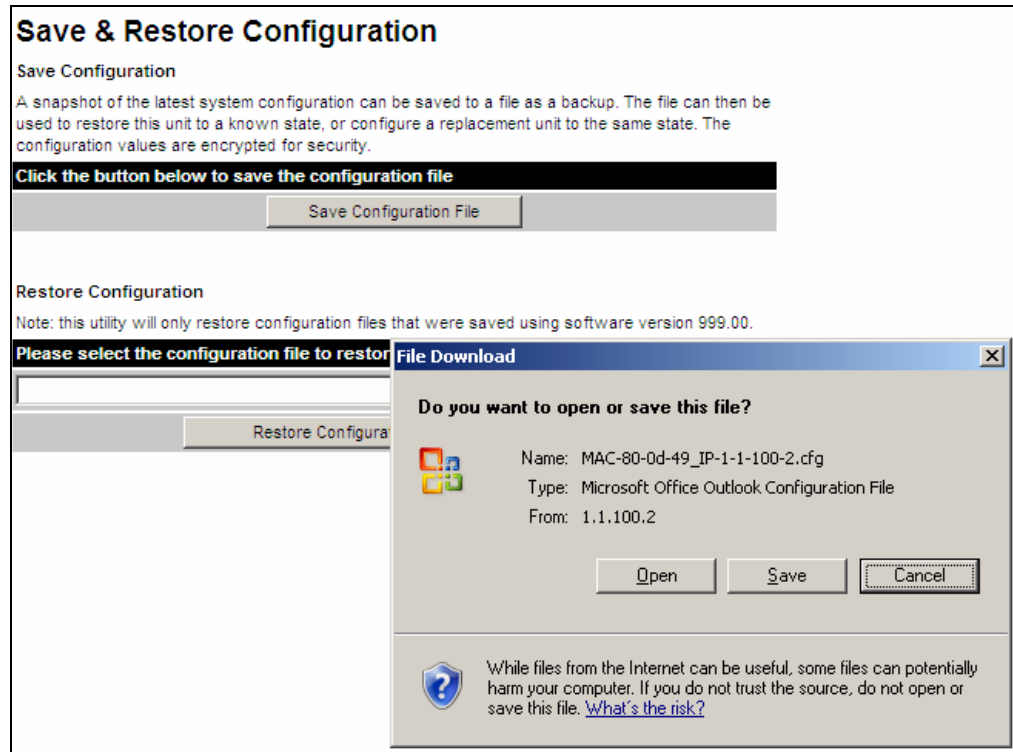 Save & Restore Configuration
Save Configuration
A snapshot of the latest system configuration can be saved to a file as a backup. The file can then be
used to restore this unit to a known state, or configure a replacement unit to the same state. The
configuration values are encrypted for security.
Click the button below to save the configuration file
Save Configuration File
Restore Configuration
Note: this utility will only restore configuration files that were saved using software version 999.00.
Please select the configuration file to restor
Restore Configura
File Download
Do you want to open or save this file?
Name: MAC-80-0d-49_IP-1-1-100-2.cfg
Type: Microsoft Office Outlook Configuration File
From: 1.1.100.2
Open Save Cancel
While files from the Internet can be useful, some files can potentially
harm your computer. If you do not trust the source, do not open or
save this file. What's the risk?